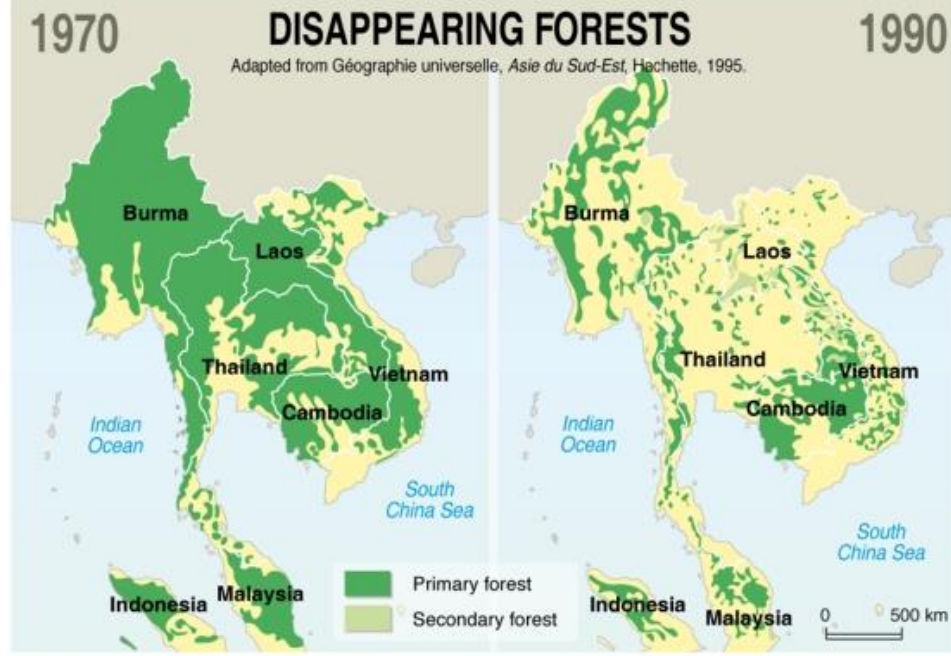 1970
DISAPPEARING FORESTS
1990
Adapted from Géographie universelle, Asie du Sud-Est, Hachette, 1995.
Burma
Laos
Thailand
Vietnam
Cambodia
Indian
Ocean
South
China Sea
Indonesia
Malaysia
Primary forest
Secondary forest
Burma
Laos
Thailand
Vietnam
Cambodia
Indian
Ocean
South
China Sea
Indonesia
Malaysia
0 500 km